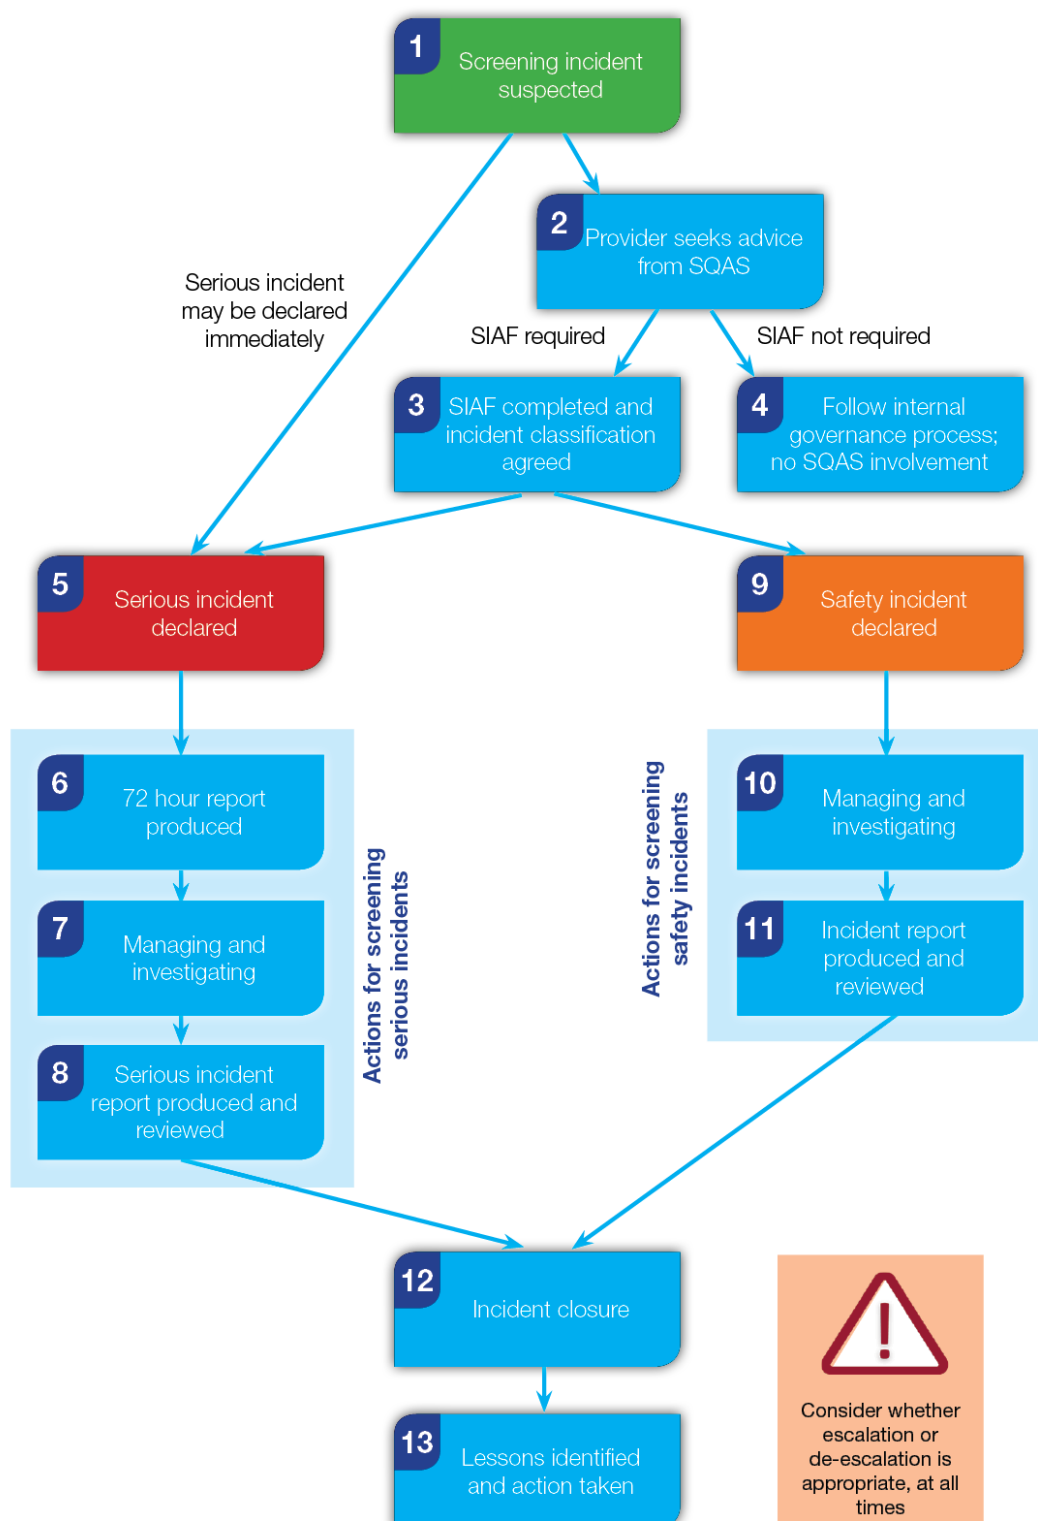 1
Screening incident
suspected
2
Provider seeks advice
from SQAS
Serious incident
may be declared
immediately
SIAF required
SIAF not required
3
SIAF completed and
incident classification
agreed
4
Follow internal
governance process;
no SQAS involvement
5
Serious incident
declared
9
Safety incident
declared
6
72 hour report
produced
7
Managing and
investigating
8
Serious incident
report produced and
reviewed
Actions for screening
serious incidents
Actions for screening
safety incidents
10
Managing and
investigating
11
Incident report
produced and
reviewed
12
Incident closure
13
Lessons identified
and action taken
!
Consider whether
escalation or
de-escalation is
appropriate, at all
times